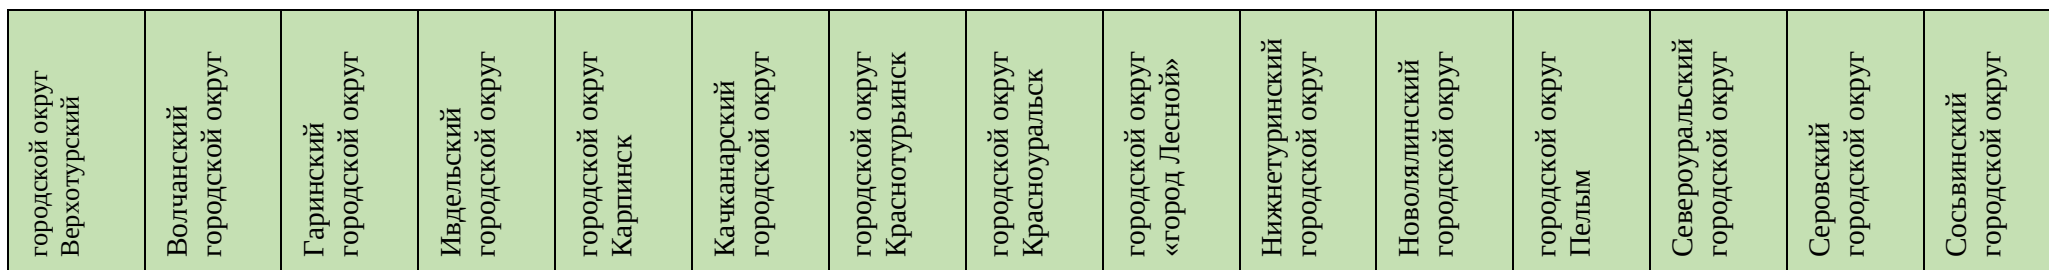 городской округ
Верхотурский
Волчанский
городской округ
Гаринский
городской округ
Ивдельский
городской округ
городской округ
Карпинск
Качканарский
городской округ
городской округ
Краснотурьинск
городской округ
Красноуральск
городской округ
«город Лесной»
Нижнетуринский
городской округ
Новолялинский
городской округ
городской округ
Пелым
Североуральский
городской округ
Серовский
городской округ
Сосьвинский
городской округ